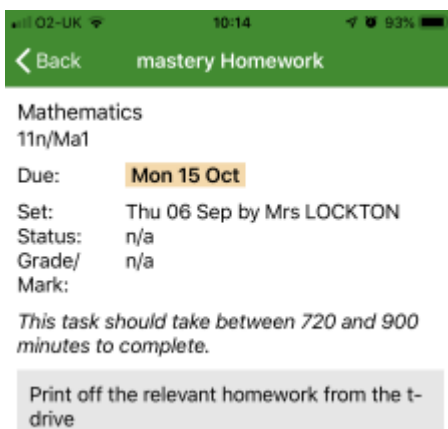 O2-UK 10:14 93%
Back mastery Homework
Mathematics
11n/Ma1
Due: Mon 15 Oct
Set: Thu 06 Sep by Mrs LOCKTON
Status: n/a
Grade/ n/a
Mark:
This task should take between 720 and 900
minutes to complete.
Print off the relevant homework from the t-
drive